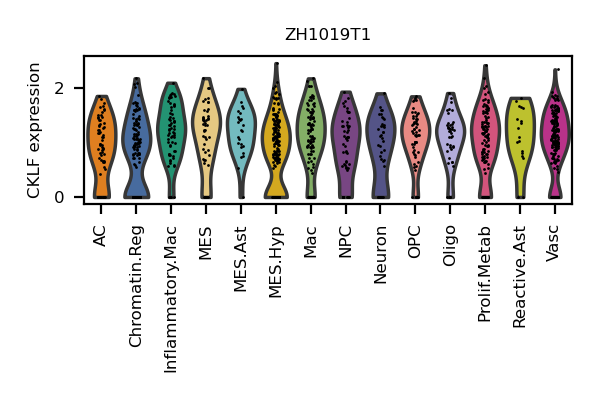 ZH1019T1
CKLF expression
2
0
AC
Chromatin.Reg
Inflammatory.Mac
MES
MES.Ast
MES.Hyp
Mac
NPC
Neuron
OPC
Oligo
Prolif.Metab
Reactive.Ast
Vasc